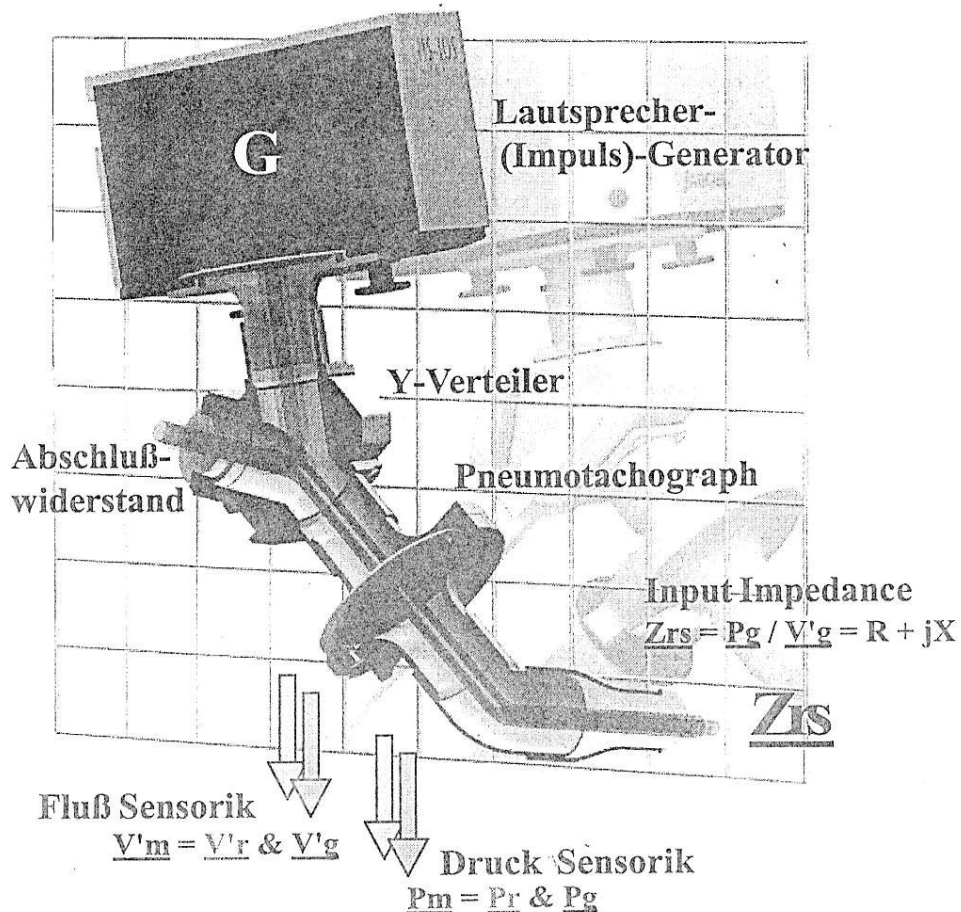 G
Lautsprecher-
(Impuls)-Generator
Y-Verteiler
Abschluß-
widerstand
Pneumotachograph
Input-Impedance
Zrs = Pg / V'g = R + jX
Zrs
Fluß Sensorik
V'm = V'r & V'g
Druck Sensorik
Pm = Pr & Pg